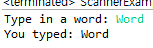 <terminated> ScannerExam
Type in a word: Word
You typed: Word